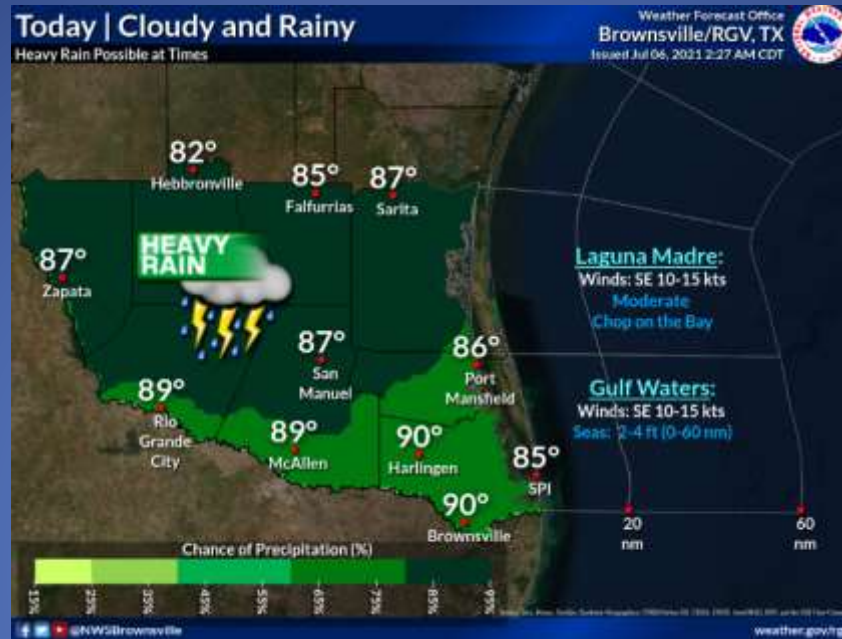 Today | Cloudy and Rainy
Heavy Rain Possible at Times
Weather Forecast Office
Brownsville/RGV, TX
Issued Jul 06, 2021 2:27 AM CDT
82°
Hebbronville
85°
Falfurrias
87°
Sarita
HEAVY
RAIN
87°
Zapata
Laguna Madre:
Winds: SE 10-15 kts
Moderate
Chop on the Bay
87°
San
Manuel
86°
Port
Mansfield
Gulf Waters:
Winds: SE 10-15 kts
Seas: 2-4 ft (0-60 nm)
89°
Rio
Grande
City
89°
McAllen
90°
Harlingen
85°
SPI
90°
Brownsville
20
nm
60
nm
Chance of Precipitation (%)
15% 25% 35% 45% 55% 65% 75% 85% 95%
@NWSBrownsville
weather.gov/rgv